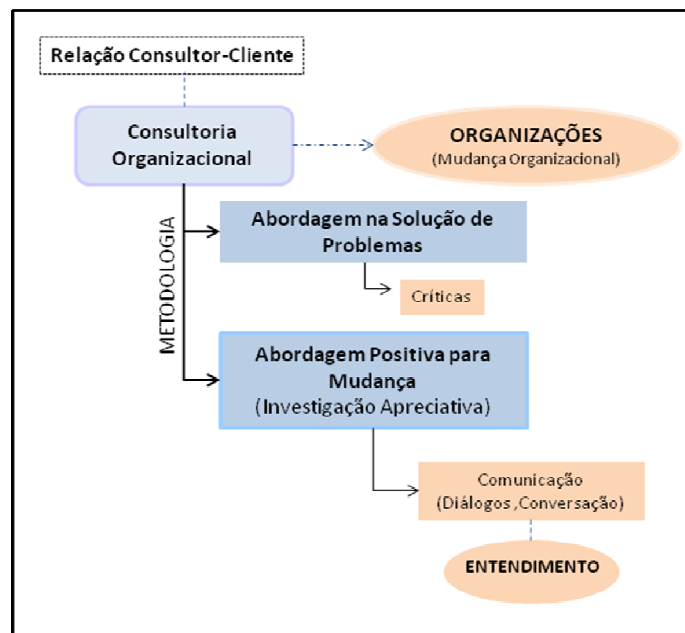 Relação Consultor-Cliente
Consultoria
Organizacional
ORGANIZAÇÕES
(Mudança Organizacional)
METODOLOGIA
Abordagem na Solução de
Problemas
Críticas
Abordagem Positiva para
Mudança
(Investigação Apreciativa)
Comunicação
(Diálogos ,Conversação)
ENTENDIMENTO